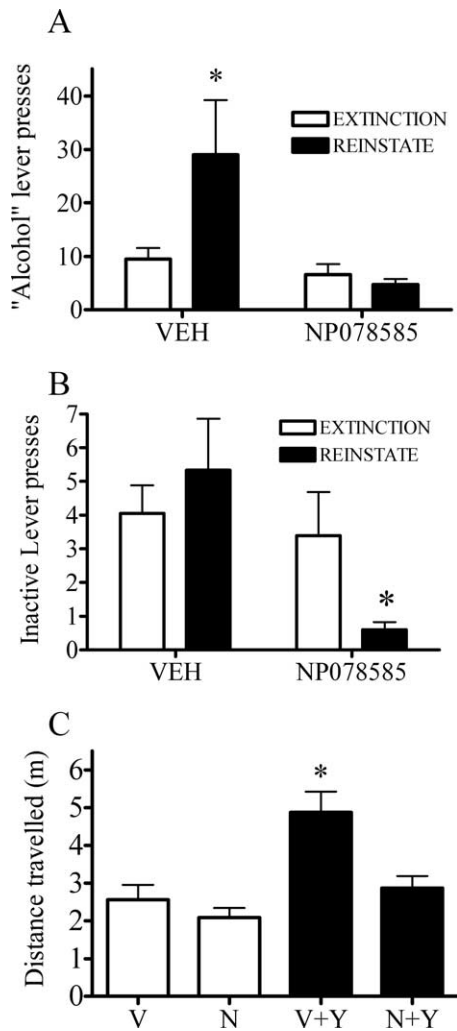 A
"Alcohol" lever presses
40
30
20
10
0
*
EXTINCTION
REINSTATE
VEH NP078585
B
Inactive Lever presses
7
6
5
4
3
2
1
0
EXTINCTION
REINSTATE
*
VEH NP078585
C
Distance travelled (m)
6
5
4
3
2
1
0
*
V N V+Y N+Y